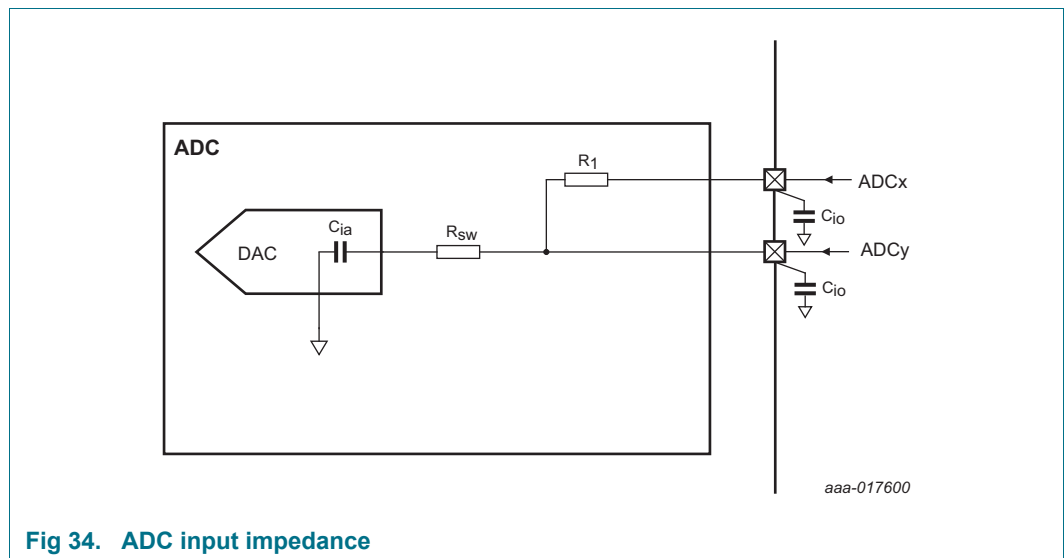 ADC
R1
ADCx
Cio
Cia
Rsw
DAC
ADCy
Cio
aaa-017600
Fig 34. ADC input impedance